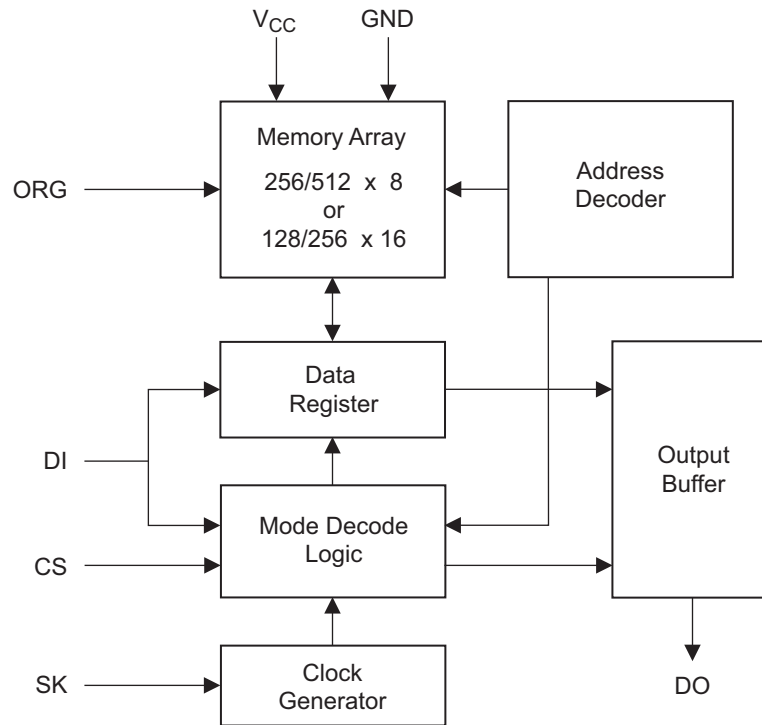 VCC
GND
Memory Array
256/512 x 8
or
128/256 x 16
Address
Decoder
ORG
Data
Register
DI
Output
Buffer
Mode Decode
Logic
CS
Clock
Generator
SK
DO